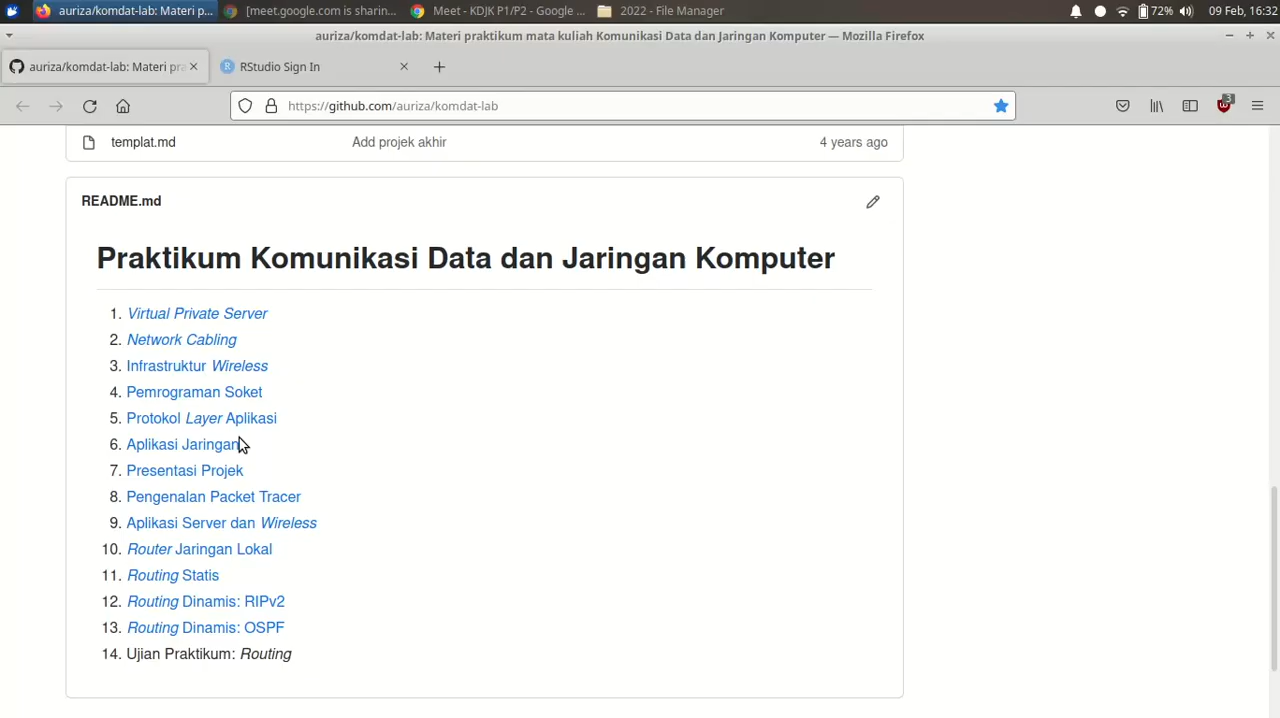 auriza/komdat-lab: Materi p...
[meet.google.com is sharin...
Meet - KDJK P1/P2 - Google ...
2022 - File Manager
72%
09 Feb, 16:32
auriza/komdat-lab: Materi praktikum mata kuliah Komunikasi Data dan Jaringan Komputer — Mozilla Firefox
auriza/komdat-lab: Materi pra
RStudio Sign In
https://github.com/auriza/komdat-lab
3
templat.md
Add projek akhir
4 years ago
README.md
Praktikum Komunikasi Data dan Jaringan Komputer
1. Virtual Private Server
2. Network Cabling
3. Infrastruktur Wireless
4. Pemrograman Soket
5. Protokol Layer Aplikasi
6. Aplikasi Jaringan
7. Presentasi Projek
8. Pengenalan Packet Tracer
9. Aplikasi Server dan Wireless
10. Router Jaringan Lokal
11. Routing Statis
12. Routing Dinamis: RIPv2
13. Routing Dinamis: OSPF
14. Ujian Praktikum: Routing